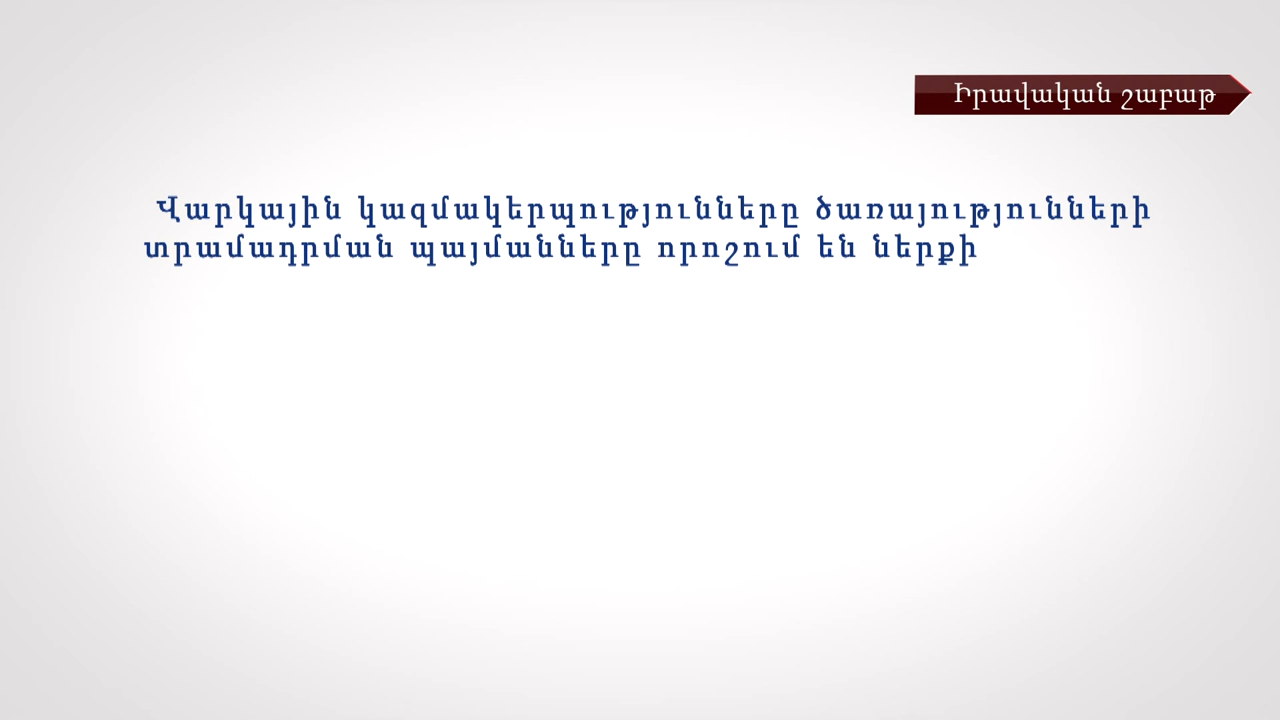 Իրավական շաբաթ
Վարկային կազմակերպությունները ծառայությունների
տրամադրման պայմանները որոշում են ներքի